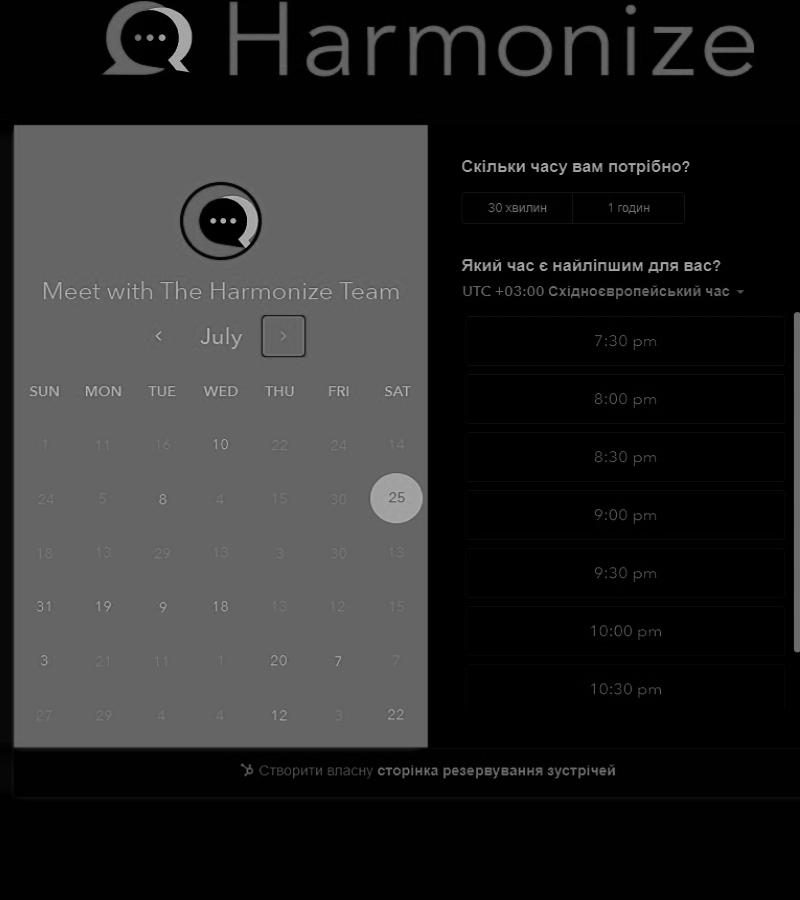 Harmonize
Meet with The Harmonize Team
July
SUN MON TUE WED THU FRI SAT
1 11 16 10 22 24 14
24 5 8 4 15 30 25
18 13 29 13 3 30 13
31 19 9 18 13 12 15
3 21 11 1 20 7 7
27 29 4 4 12 3 22
Скільки часу вам потрібно?
30 хвилин 1 годин
Який час є найліпшим для вас?
UTC +03:00 Східноєвропейський час
7:30 pm
8:00 pm
8:30 pm
9:00 pm
9:30 pm
10:00 pm
10:30 pm
Створити власну сторінка резервування зустрічей